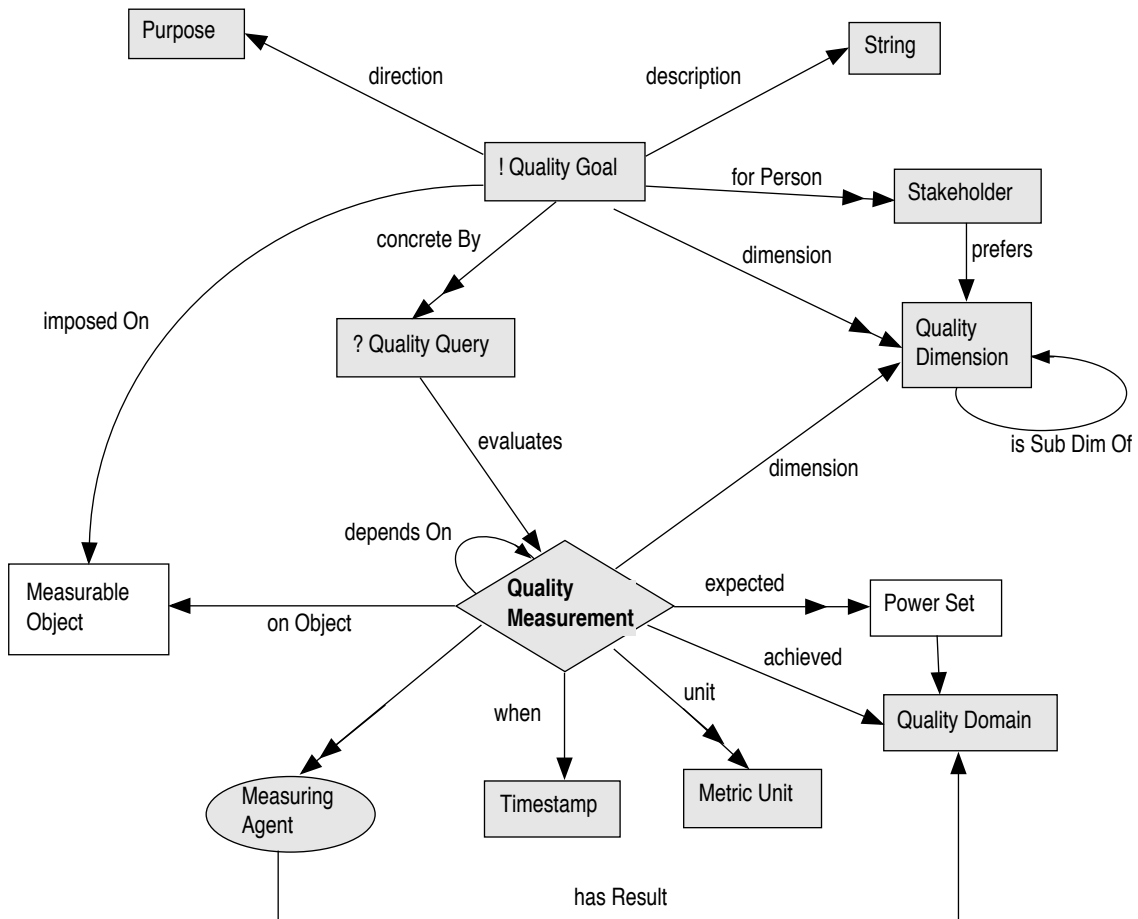 Purpose
String
direction
description
! Quality Goal
for Person
Stakeholder
concrete By
dimension
prefers
imposed On
? Quality Query
Quality
Dimension
evaluates
is Sub Dim Of
dimension
depends On
Measurable
Object
on Object
Quality
Measurement
expected
Power Set
achieved
unit
when
Quality Domain
Measuring
Agent
Timestamp
Metric Unit
has Result